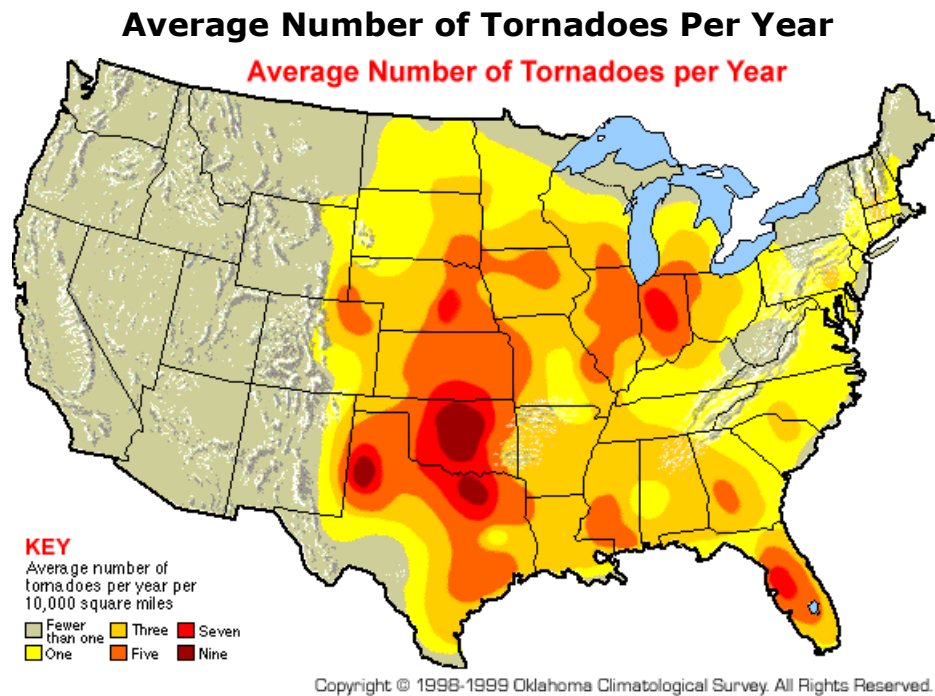 Average Number of Tornadoes Per Year
Average Number of Tornadoes per Year
KEY
Average number of
tornadoes per year per
10,000 square miles
Fewer
than one
Three
Seven
One
Five
Nine
Copyright © 1998-1999 Oklahoma Climatological Survey. All Rights Reserved.